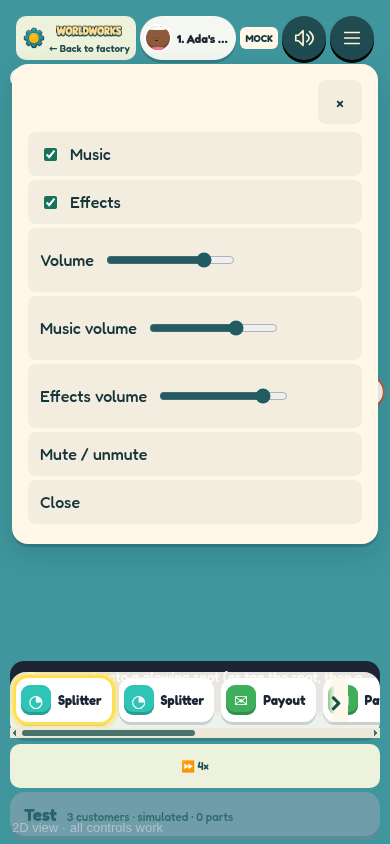 WORLDWORKS
← Back to factory
1. Ada's ...
MOCK
×
Music
Effects
Volume
Music volume
Effects volume
Mute / unmute
Close
Splitter
Splitter
Payout
Pa
4x
Test 3 customers · simulated · 0 parts
2D view · all controls work